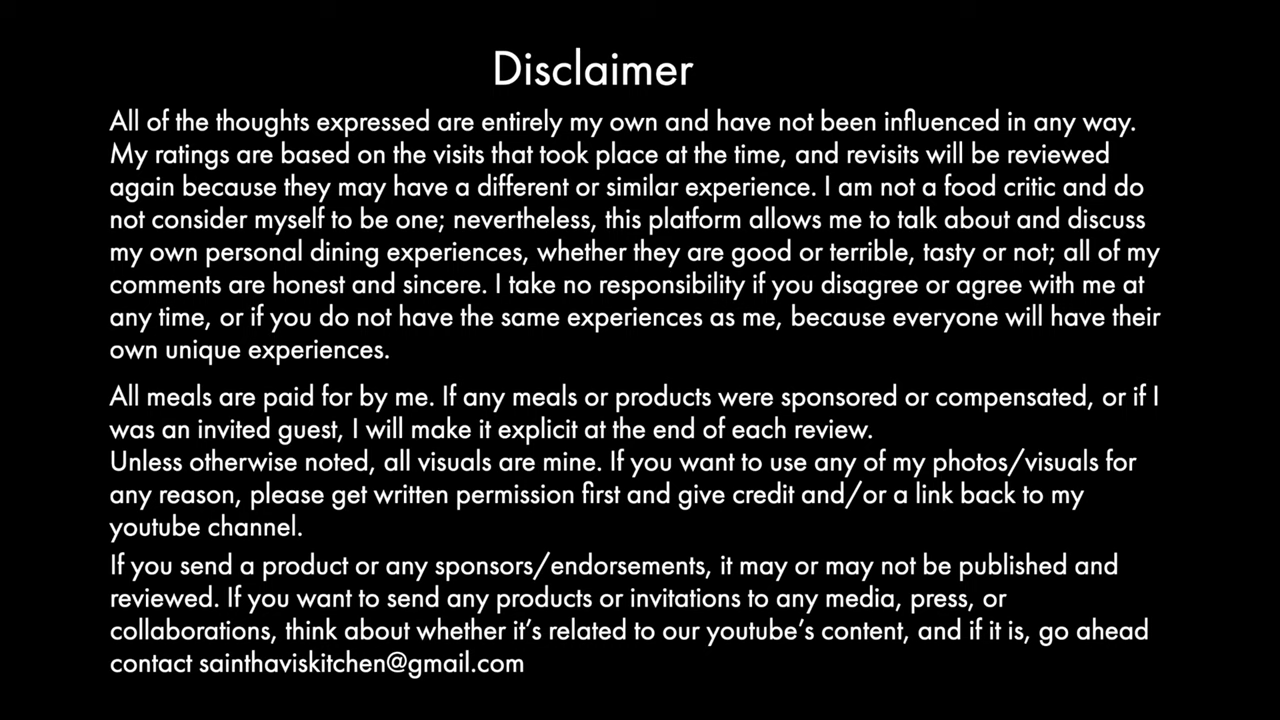 Disclaimer
All of the thoughts expressed are entirely my own and have not been influenced in any way.
My ratings are based on the visits that took place at the time, and revisits will be reviewed
again because they may have a different or similar experience. I am not a food critic and do
not consider myself to be one; nevertheless, this platform allows me to talk about and discuss
my own personal dining experiences, whether they are good or terrible, tasty or not; all of my
comments are honest and sincere. I take no responsibility if you disagree or agree with me at
any time, or if you do not have the same experiences as me, because everyone will have their
own unique experiences.
All meals are paid for by me. If any meals or products were sponsored or compensated, or if I
was an invited guest, I will make it explicit at the end of each review.
Unless otherwise noted, all visuals are mine. If you want to use any of my photos/visuals for
any reason, please get written permission first and give credit and/or a link back to my
youtube channel.
If you send a product or any sponsors/endorsements, it may or may not be published and
reviewed. If you want to send any products or invitations to any media, press, or
collaborations, think about whether it's related to our youtube's content, and if it is, go ahead
contact sainthaviskitchen@gmail.com